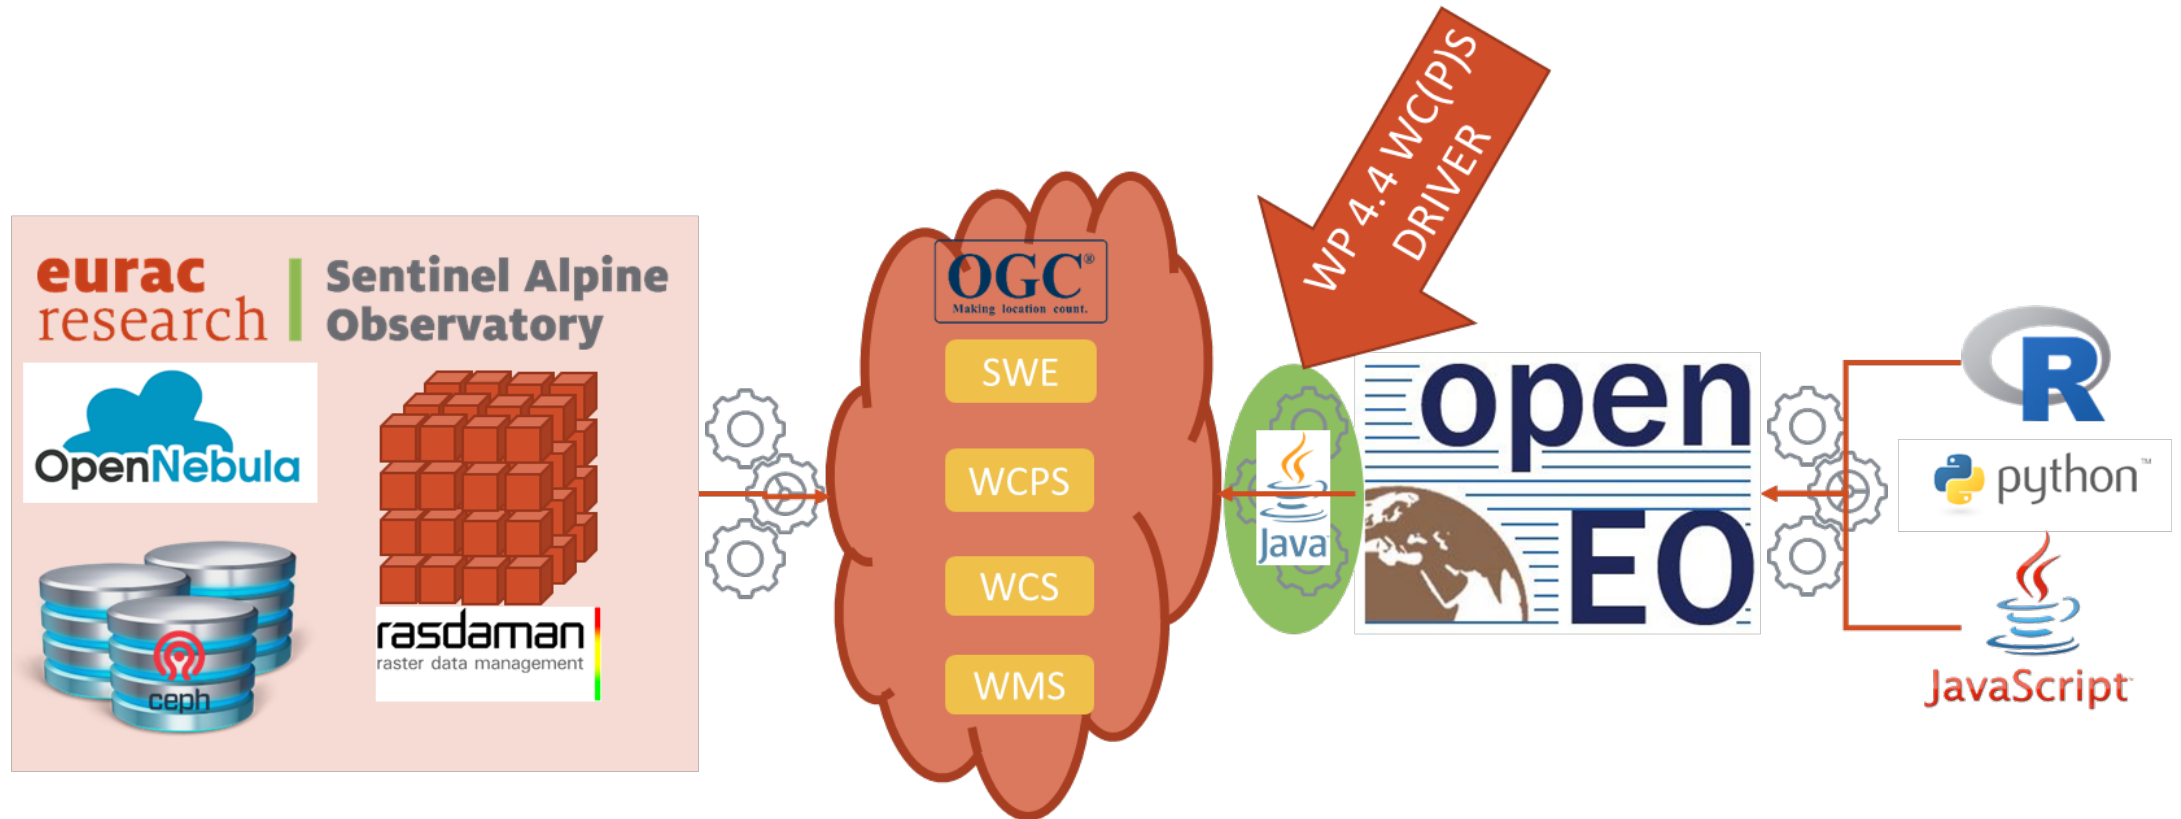 eurac
research
Sentinel Alpine
Observatory
OpenNebula
ceph
rasdaman
raster data management
OGC®
Making location count.
SWE
WCPS
WCS
WMS
WP 4.4 WC(P)S
DRIVER
Java
open
EO
R
python™
JavaScript